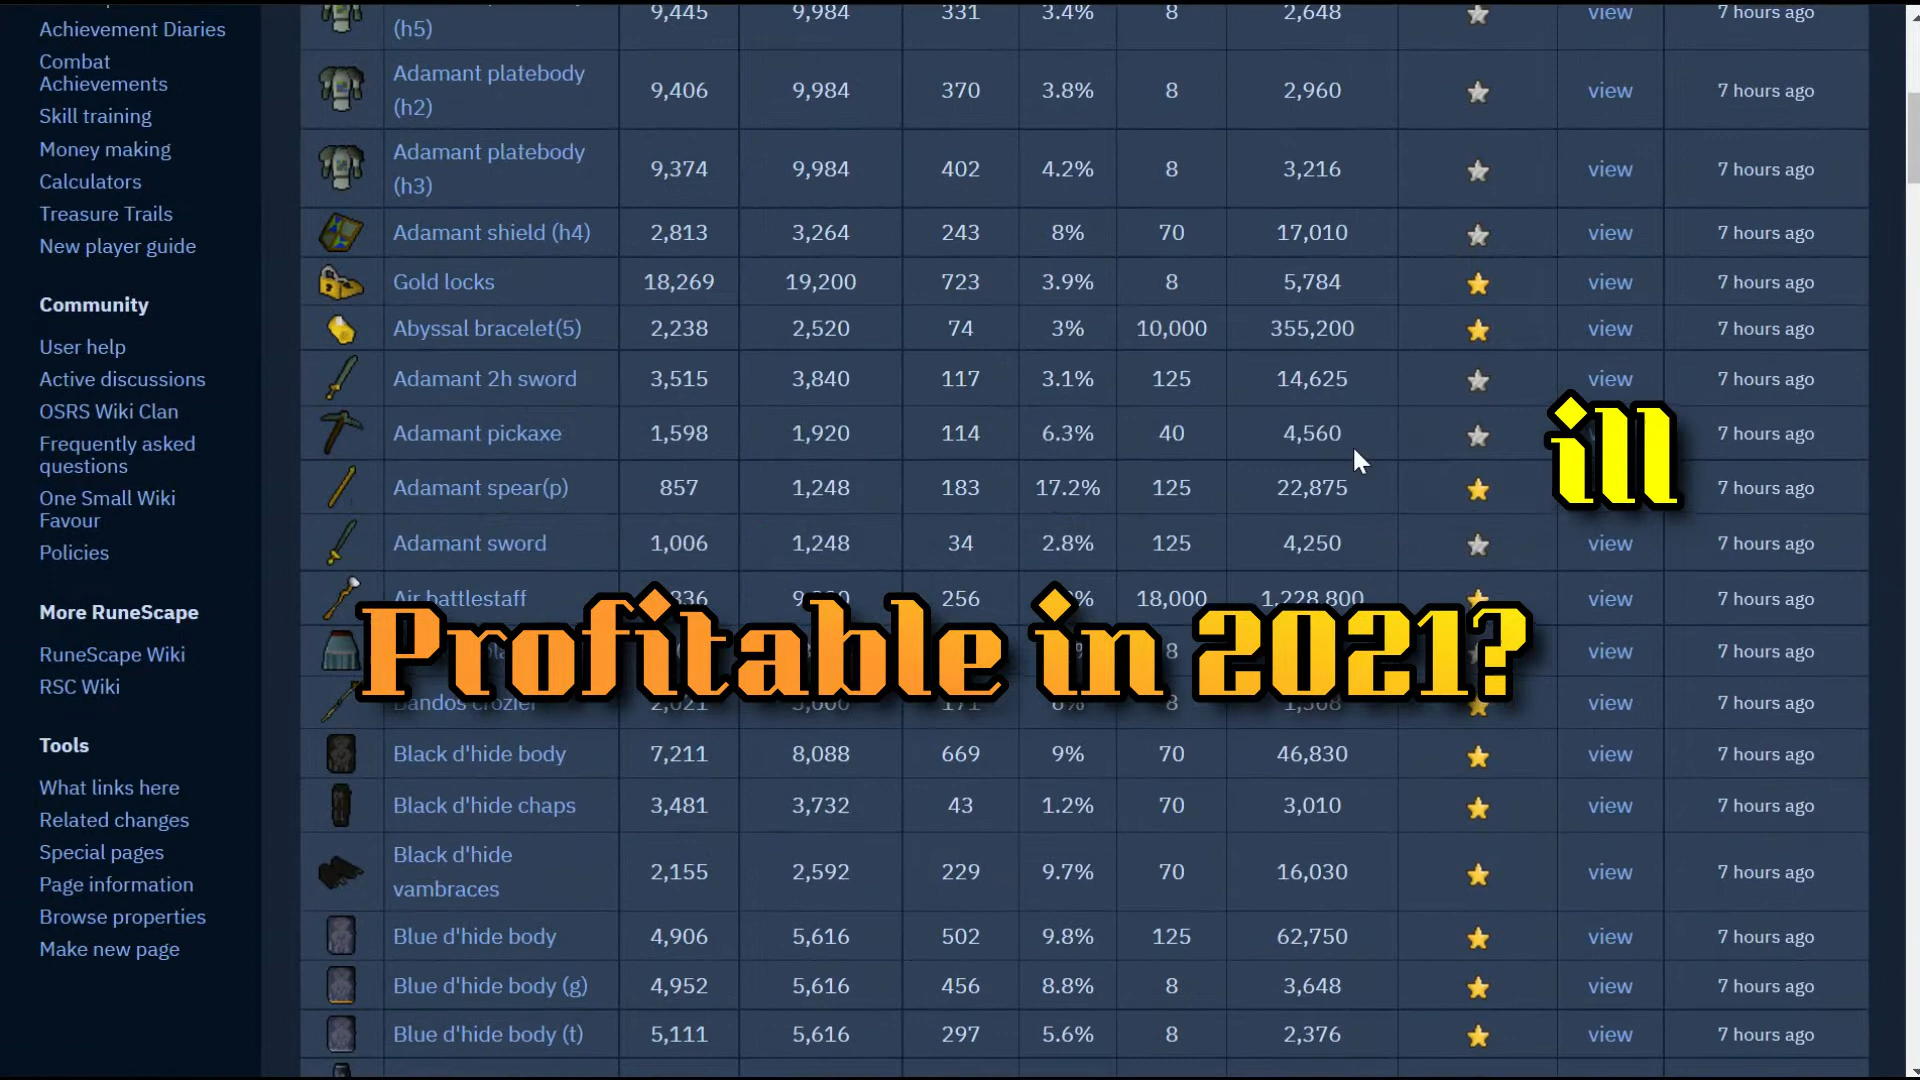 Achievement Diaries
Combat
Achievements
Skill training
Money making
Calculators
Treasure Trails
New player guide
Community
User help
Active discussions
OSRS Wiki Clan
Frequently asked
questions
One Small Wiki
Favour
Policies
More RuneScape
RuneScape Wiki
RSC Wiki
Tools
What links here
Related changes
Special pages
Page information
Browse properties
Make new page
(h5) 9,445 9,984 331 3.4% 8 2,648 view 7 hours ago
Adamant platebody
(h2) 9,406 9,984 370 3.8% 8 2,960 view 7 hours ago
Adamant platebody
(h3) 9,374 9,984 402 4.2% 8 3,216 view 7 hours ago
Adamant shield (h4) 2,813 3,264 243 8% 70 17,010 view 7 hours ago
Gold locks 18,269 19,200 723 3.9% 8 5,784 view 7 hours ago
Abyssal bracelet(5) 2,238 2,520 74 3% 10,000 355,200 view 7 hours ago
Adamant 2h sword 3,515 3,840 117 3.1% 125 14,625 view 7 hours ago
Adamant pickaxe 1,598 1,920 114 6.3% 40 4,560 7 hours ago
Adamant spear(p) 857 1,248 183 17.2% 125 22,875 7 hours ago
Adamant sword 1,006 1,248 34 2.8% 125 4,250 view 7 hours ago
Air battlestaff 256 18,000 1,228,800 view 7 hours ago
8 view 7 hours ago
Bandos crozier 2,021 3,000 171 6% 8 1,368 view 7 hours ago
Black d'hide body 7,211 8,088 669 9% 70 46,830 view 7 hours ago
Black d'hide chaps 3,481 3,732 43 1.2% 70 3,010 view 7 hours ago
Black d'hide
vambraces 2,155 2,592 229 9.7% 70 16,030 view 7 hours ago
Blue d'hide body 4,906 5,616 502 9.8% 125 62,750 view 7 hours ago
Blue d'hide body (g) 4,952 5,616 456 8.8% 8 3,648 view 7 hours ago
Blue d'hide body (t) 5,111 5,616 297 5.6% 8 2,376 view 7 hours ago
ill
Profitable in 2021?